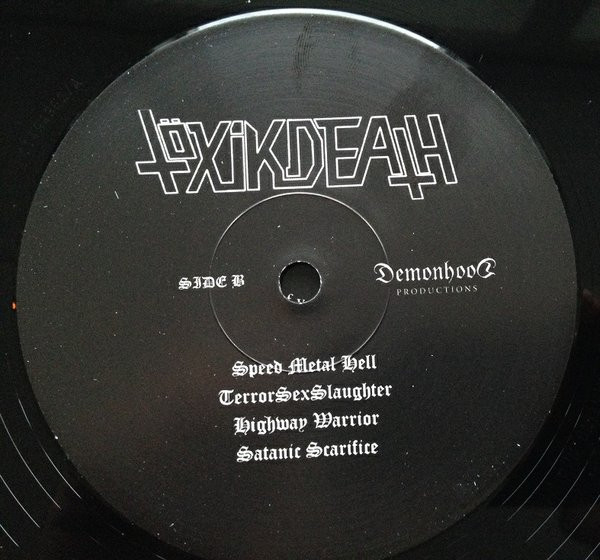 TöXiKDEATH
SIDE B
DemonhooD
PRODUCTIONS
Speed Metal Hell
TerrorSexSlaughter
Highway Warrior
Satanic Scarifice